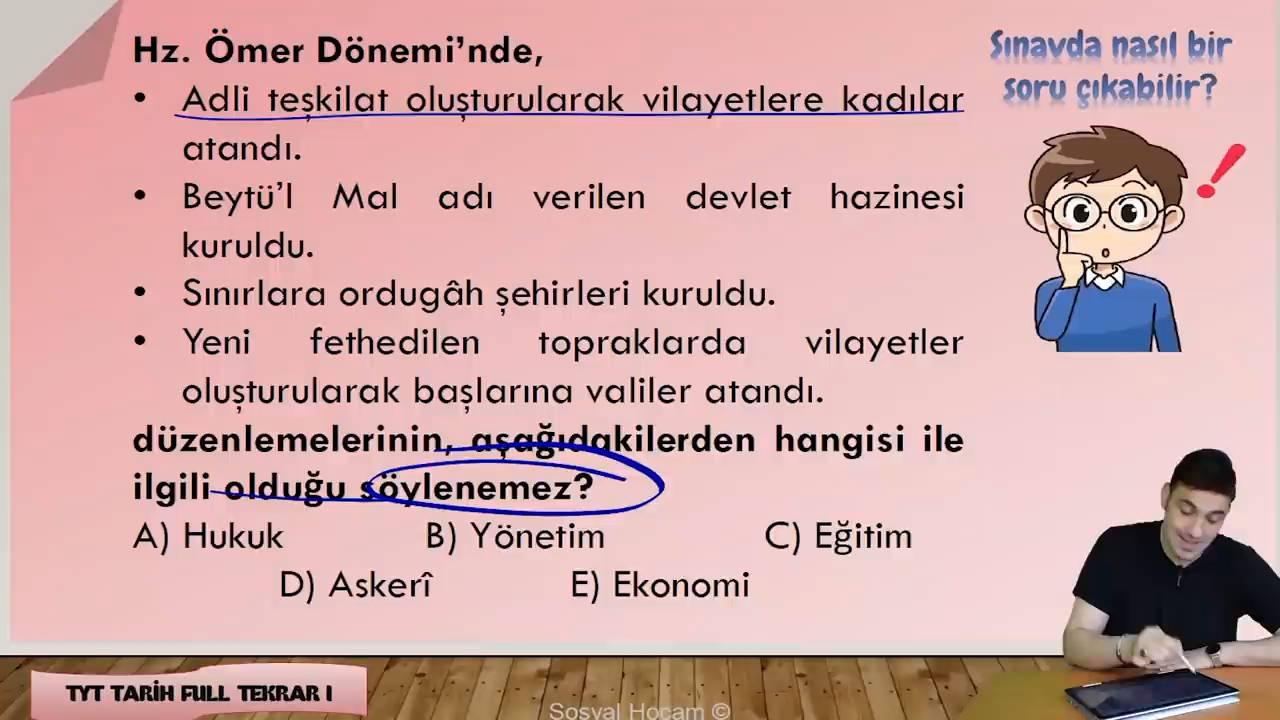 Hz. Ömer Dönemi'nde,
• Adli teşkilat oluşturularak vilayetlere kadılar
atandı.
• Beytü'l Mal adı verilen devlet hazinesi
kuruldu.
• Sınırlara ordugâh şehirleri kuruldu.
• Yeni fethedilen topraklarda vilayetler
oluşturularak başlarına valiler atandı.
düzenlemelerinin, aşağıdakilerden hangisi ile
ilgili olduğu söylenemez?
A) Hukuk B) Yönetim C) Eğitim
D) Askerî E) Ekonomi
Sınavda nasıl bir
soru çıkabilir?
TYT TARİH FULL TEKRAR I
Sosyal Hocam ©